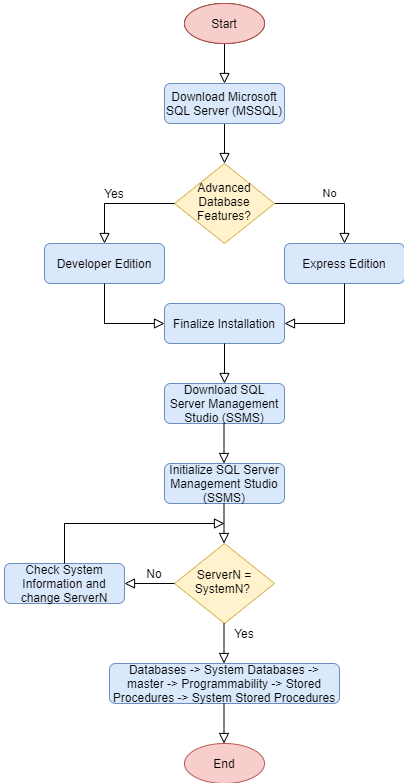 Start
Download Microsoft
SQL Server (MSSQL)
Advanced
Database
Features?
Yes
No
Developer Edition
Express Edition
Finalize Installation
Download SQL
Server Management
Studio (SSMS)
Initialize SQL Server
Management Studio
(SSMS)
ServerN =
SystemN?
No
Check System
Information and
change ServerN
Yes
Databases -> System Databases ->
master -> Programmability -> Stored
Procedures -> System Stored Procedures
End